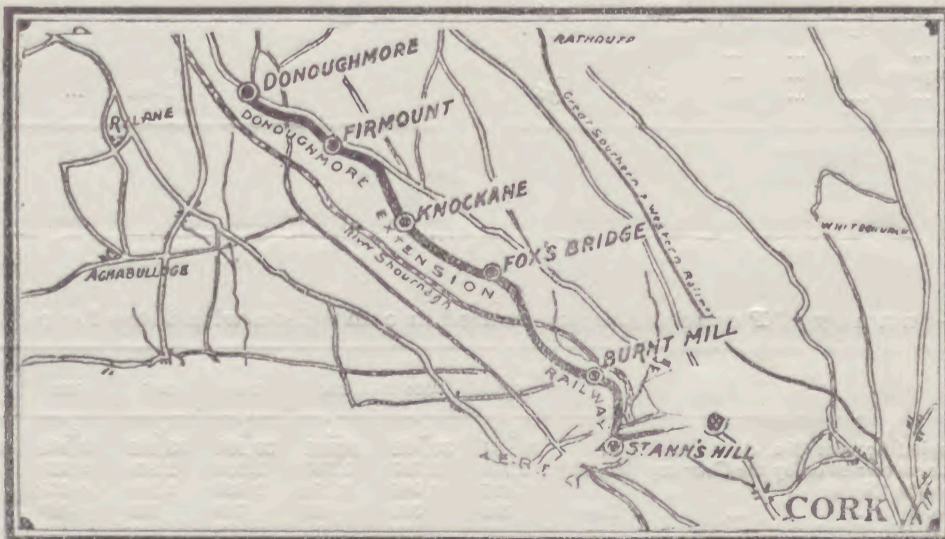 RATHDUFF
DONOUGHMORE
RYLANE
FIRMOUNT
DONOUGHMORE
KNOCKANE
Great Southern & Western Railway
EXTENSION
River Shournagh
FOX'S BRIDGE
WHITECHURCH
AGHABULLOGE
BURNT MILL
RAILWAY
ST ANN'S HILL
CORK